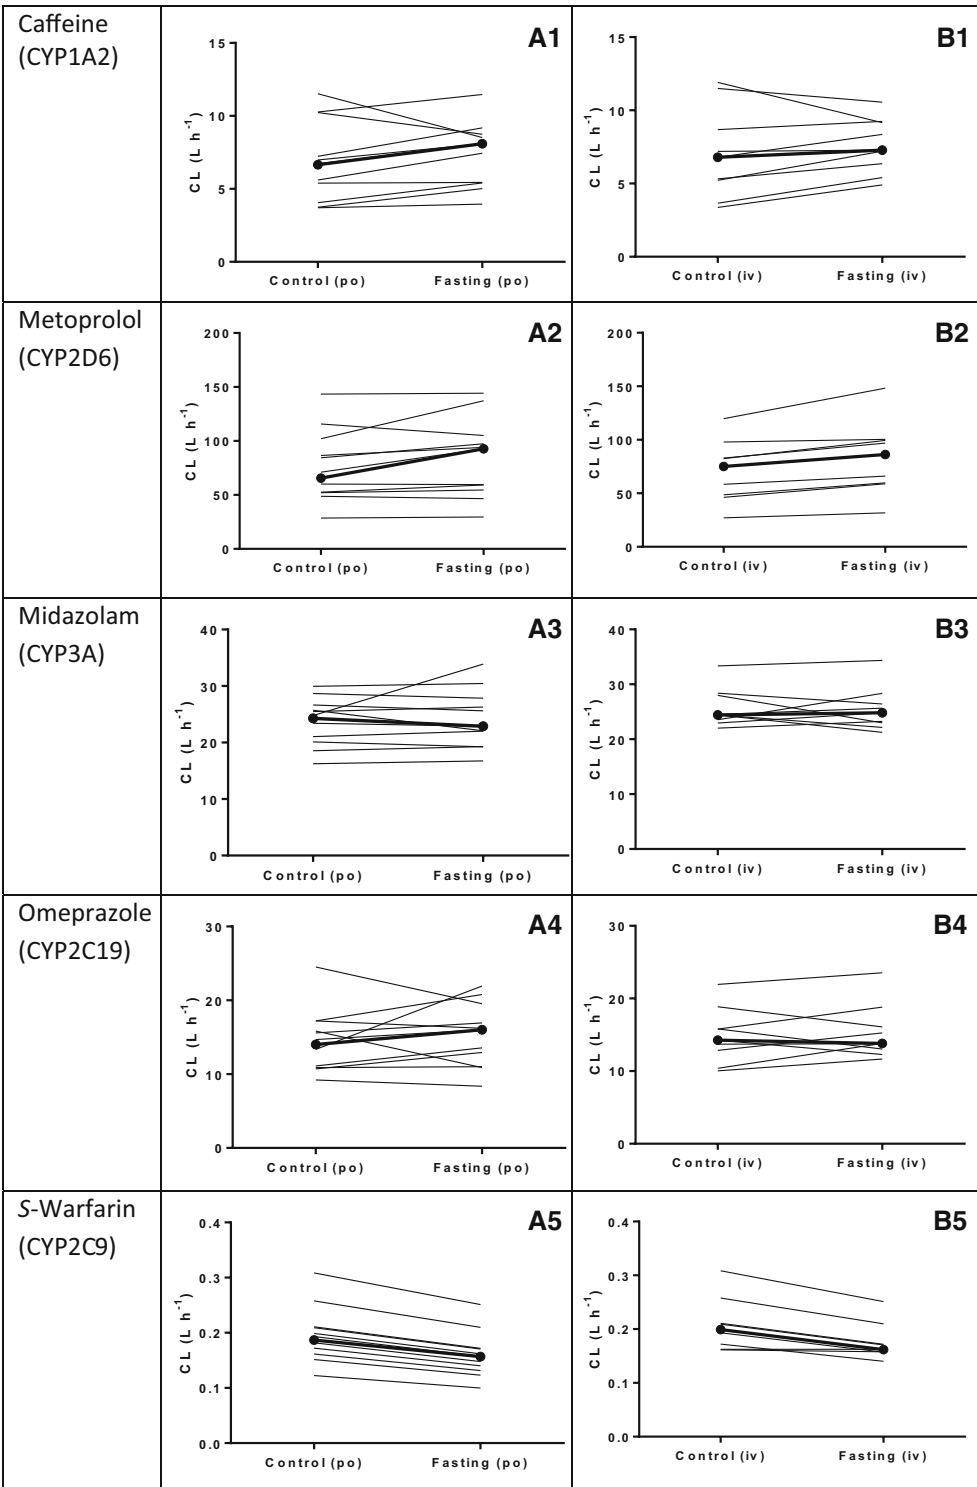 Caffeine
(CYP1A2)
A1
CL (L h⁻¹)
15
10
5
0
Control (po) Fasting (po)
B1
CL (L h⁻¹)
15
10
5
0
Control (iv) Fasting (iv)
Metoprolol
(CYP2D6)
A2
CL (L h⁻¹)
200
150
100
50
0
Control (po) Fasting (po)
B2
CL (L h⁻¹)
200
150
100
50
0
Control (iv) Fasting (iv)
Midazolam
(CYP3A)
A3
CL (L h⁻¹)
40
30
20
10
0
Control (po) Fasting (po)
B3
CL (L h⁻¹)
40
30
20
10
0
Control (iv) Fasting (iv)
Omeprazole
(CYP2C19)
A4
CL (L h⁻¹)
30
20
10
0
Control (po) Fasting (po)
B4
CL (L h⁻¹)
30
20
10
0
Control (iv) Fasting (iv)
S-Warfarin
(CYP2C9)
A5
CL (L h⁻¹)
0.4
0.3
0.2
0.1
0.0
Control (po) Fasting (po)
B5
CL (L h⁻¹)
0.4
0.3
0.2
0.1
0.0
Control (iv) Fasting (iv)